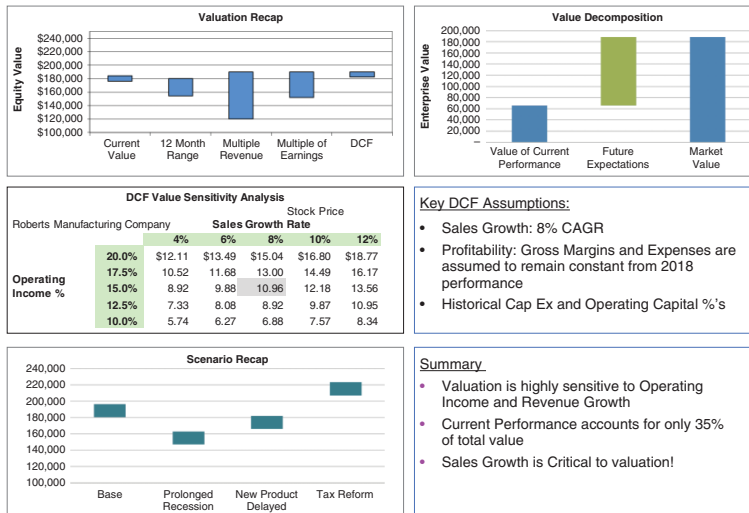 Valuation Recap
Equity Value
$240,000
$220,000
$200,000
$180,000
$160,000
$140,000
$120,000
$100,000
Current Value
12 Month Range
Multiple Revenue
Multiple of Earnings
DCF
Value Decomposition
Enterprise Value
200,000
180,000
160,000
140,000
120,000
100,000
80,000
60,000
40,000
20,000
–
Value of Current Performance
Future Expectations
Market Value
DCF Value Sensitivity Analysis
Stock Price
Roberts Manufacturing Company Sales Growth Rate
4% 6% 8% 10% 12%
20.0% $12.11 $13.49 $15.04 $16.80 $18.77
17.5% 10.52 11.68 13.00 14.49 16.17
Operating Income %
15.0% 8.92 9.88 10.96 12.18 13.56
12.5% 7.33 8.08 8.92 9.87 10.95
10.0% 5.74 6.27 6.88 7.57 8.34
Key DCF Assumptions:
• Sales Growth: 8% CAGR
• Profitability: Gross Margins and Expenses are
assumed to remain constant from 2018
performance
• Historical Cap Ex and Operating Capital %'s
Scenario Recap
240,000
220,000
200,000
180,000
160,000
140,000
120,000
100,000
Base
Prolonged Recession
New Product Delayed
Tax Reform
Summary
• Valuation is highly sensitive to Operating
Income and Revenue Growth
• Current Performance accounts for only 35%
of total value
• Sales Growth is Critical to valuation!